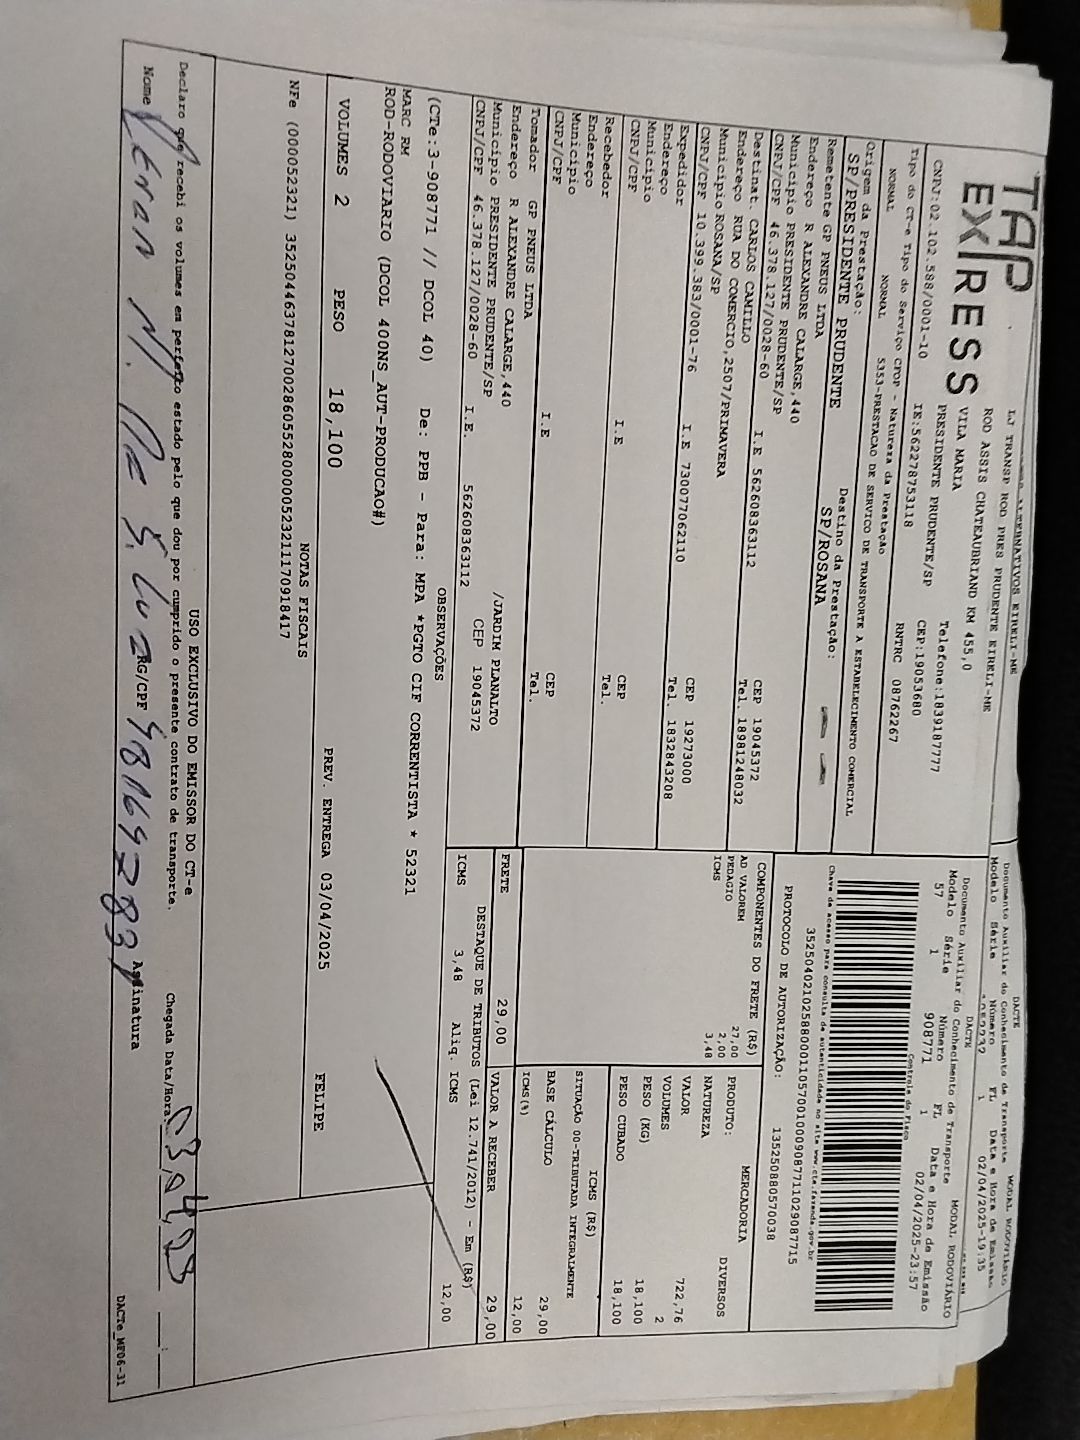 TAP
EXPRESS
LJ TRANSP ROD PRES PRUDENTE EIRELI-ME
ROD ASSIS CHATEAUBRIAND KM 455,0
VILA MARIA
PRESIDENTE PRUDENTE/SP
Telefone:1839187777
CEP:19053680
CNPJ:02.102.588/0001-10
IE:562278753118
RNTRC 08762267
DACTE
Número FL Data e Hora de Emissão
1 02/04/2025-19:35
DACTE MODAL RODOVIÁRIO
Documento Auxiliar do Conhecimento de Transporte
Modelo Série Número FL Data e Hora de Emissão
57 1 908771 1 02/04/2025-23:57
Controle do Fisco
Tipo do CT-e Tipo do Serviço CFOP - Natureza da Prestação
NORMAL NORMAL 5353-PRESTACAO DE SERVICO DE TRANSPORTE A ESTABELECIMENTO COMERCIAL
Chave de acesso para consulta de autenticidade no site www.cte.fazenda.gov.br
35250402102588000110570010009087711029087715
PROTOCOLO DE AUTORIZAÇÃO: 135250880570038
Origem da Prestação: Destino da Prestação:
SP/PRESIDENTE PRUDENTE SP/ROSANA
Remetente GP PNEUS LTDA
Endereço R ALEXANDRE CALARGE,440
Município PRESIDENTE PRUDENTE/SP CEP 19045372
CNPJ/CPF 46.378.127/0028-60 I.E 562608363112 Tel. 18981248032
Destinat. CARLOS CAMILLO
Endereço RUA DO COMERCIO,2507/PRIMAVERA
Município ROSANA/SP CEP 19273000
CNPJ/CPF 10.399.383/0001-76 I.E 730077062110 Tel. 1832843208
Expedidor
Endereço
Município CEP
CNPJ/CPF I.E Tel.
Recebedor
Endereço
Município CEP
CNPJ/CPF I.E Tel.
Tomador GP PNEUS LTDA
Endereço R ALEXANDRE CALARGE,440 /JARDIM PLANALTO
Município PRESIDENTE PRUDENTE/SP CEP 19045372
CNPJ/CPF 46.378.127/0028-60 I.E. 562608363112
COMPONENTES DO FRETE (R$)
AD VALOREM 27,00
PEDAGIO 2,00
ICMS 3,48
FRETE 29,00
MERCADORIA
PRODUTO: DIVERSOS
NATUREZA
VALOR 722,76
VOLUMES 2
PESO (KG) 18,100
PESO CUBADO 18,100
ICMS (R$)
SITUAÇÃO 00-TRIBUTADA INTEGRALMENTE
BASE CÁLCULO 29,00
ICMS(%) 12,00
VALOR A RECEBER 29,00
DESTAQUE DE TRIBUTOS (Lei 12.741/2012) - Em (R$)
ICMS 3,48 Aliq. ICMS 12,00
OBSERVAÇÕES
(CTe:3-908771 // DCOL 40) De: PPB - Para: MPA *PGTO CIF CORRENTISTA * 52321
MARC RM
ROD-RODOVIARIO (DCOL 400NS_AUT-PRODUCAO#)
VOLUMES 2 PESO 18,100 PREV. ENTREGA 03/04/2025 FELIPE
NOTAS FISCAIS
NFe (000052321) 35250446378127002860552800000523211170918417
USO EXCLUSIVO DO EMISSOR DO CT-e
Declaro que recebi os volumes em perfeito estado pelo que dou por cumprido o presente contrato de transporte.
Chegada Data/Hora: 03,04,25
Nome RG/CPF Assinatura
DACTe_MF06-31